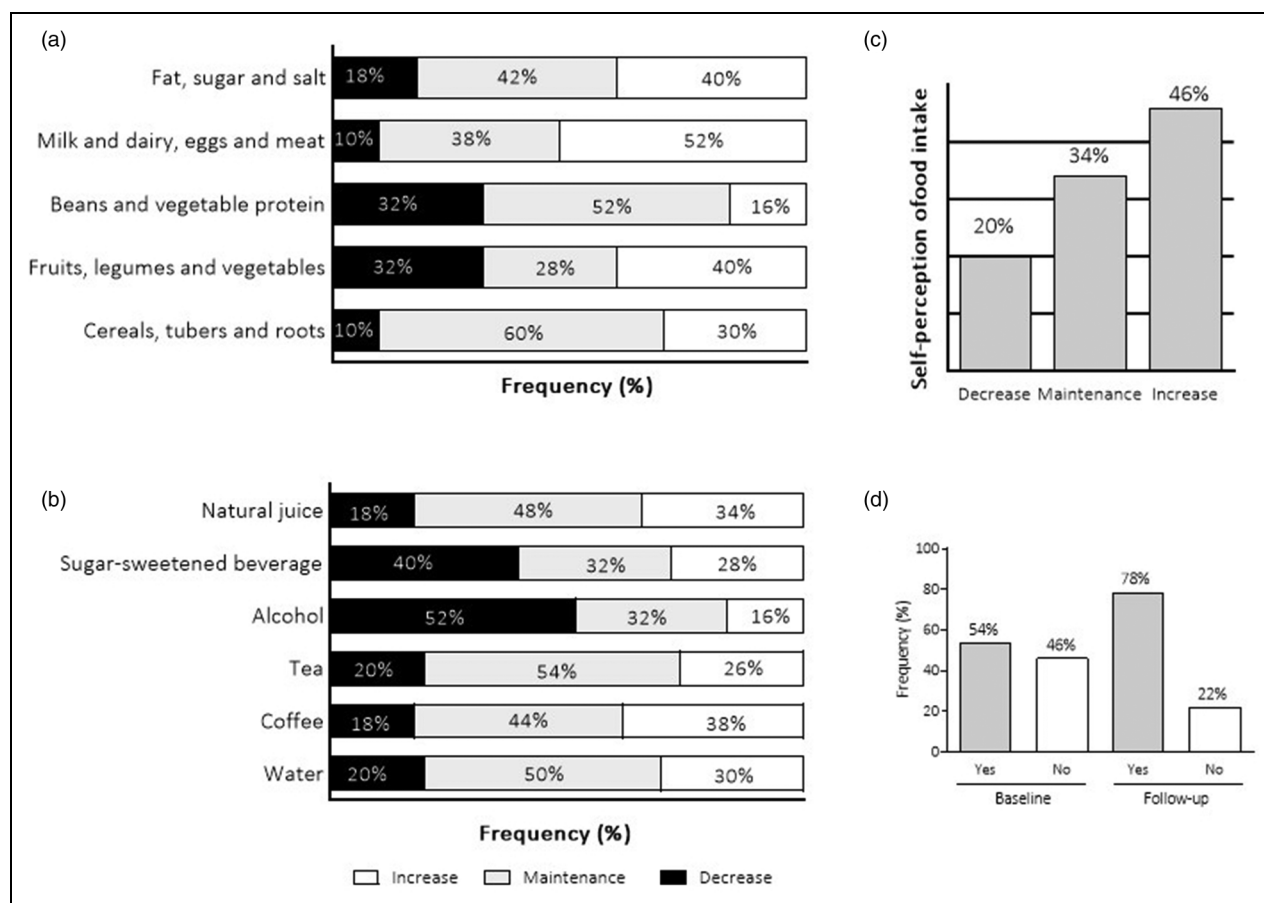 (a)
Fat, sugar and salt
18% 42% 40%
Milk and dairy, eggs and meat
10% 38% 52%
Beans and vegetable protein
32% 52% 16%
Fruits, legumes and vegetables
32% 28% 40%
Cereals, tubers and roots
10% 60% 30%
Frequency (%)
(b)
Natural juice
18% 48% 34%
Sugar-sweetened beverage
40% 32% 28%
Alcohol
52% 32% 16%
Tea
20% 54% 26%
Coffee
18% 44% 38%
Water
20% 50% 30%
Frequency (%)
Increase Maintenance Decrease
(c)
Self-perception ofood intake
20% 34% 46%
Decrease Maintenance Increase
(d)
Frequency (%)
100
80
60
40
20
0
54% 46% 78% 22%
Yes No Yes No
Baseline Follow-up